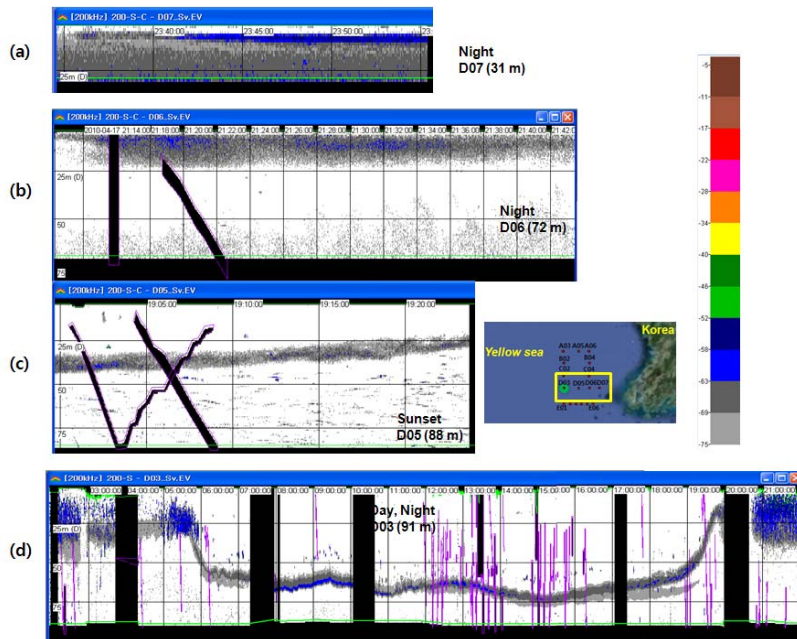 (a)
[200kHz] 200-S-C - D07_Sv.EV
23:40:00 23:45:00 23:50:00 23:
25m (D)
Night
D07 (31 m)
(b)
[200kHz] 200-S-C - D06_Sv.EV
2010-04-17 21:14:00 21:16:00 21:18:00 21:20:00 21:22:00 21:24:00 21:26:00 21:28:00 21:30:00 21:32:00 21:34:00 21:36:00 21:38:00 21:40:00 21:42:
25m (D)
50
75
Night
D06 (72 m)
(c)
[200kHz] 200-S-C - D05_Sv.EV
19:05:00 19:10:00 19:15:00 19:20:00
25m (D)
50
75
Sunset
D05 (88 m)
Yellow sea
Korea
A03 A05 A06
B02 B04
C02 C04
D03 D05 D06 D07
E01 E06
-5
-11
-17
-22
-28
-34
-40
-46
-52
-58
-63
-69
-75
(d)
[200kHz] 200-S - D03_Sv.EV
03:00:00 04:00:00 05:00:00 06:00:00 07:00:00 08:00:00 09:00:00 10:00:00 11:00:00 12:00:00 13:00:00 14:00:00 15:00:00 16:00:00 17:00:00 18:00:00 19:00:00 20:00:00 21:00:00
25m (D)
50
75
Day, Night
D03 (91 m)